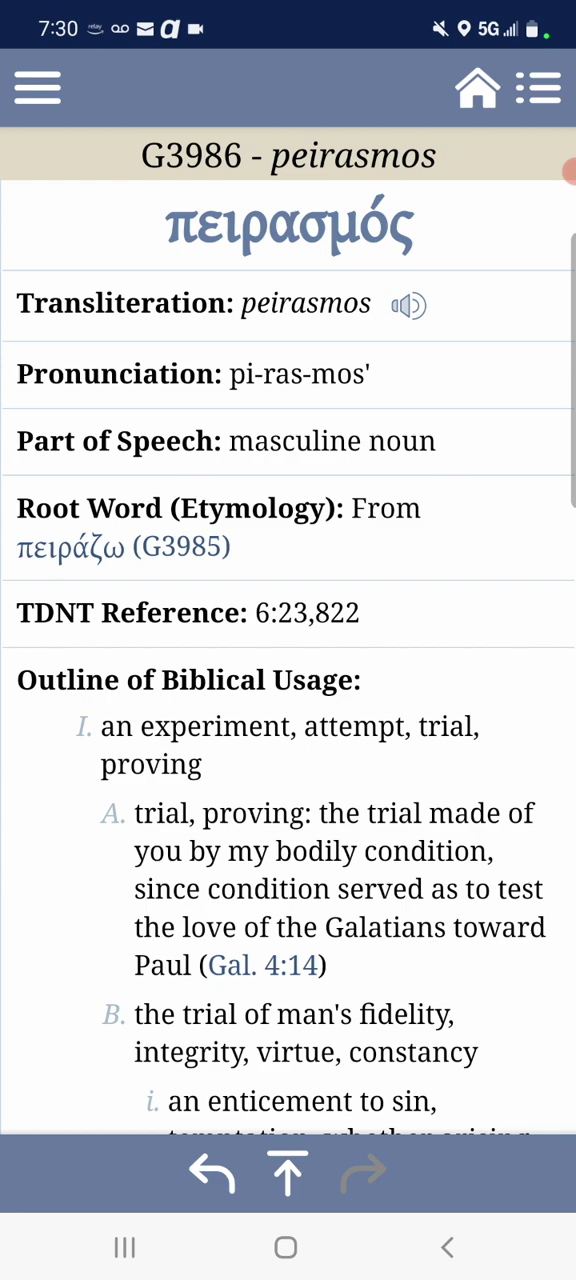 7:30 relay a 5G
G3986 - peirasmos
πειρασμός
Transliteration: peirasmos
Pronunciation: pi-ras-mos'
Part of Speech: masculine noun
Root Word (Etymology): From
πειράζω (G3985)
TDNT Reference: 6:23,822
Outline of Biblical Usage:
I. an experiment, attempt, trial,
proving
A. trial, proving: the trial made of
you by my bodily condition,
since condition served as to test
the love of the Galatians toward
Paul (Gal. 4:14)
B. the trial of man's fidelity,
integrity, virtue, constancy
i. an enticement to sin,